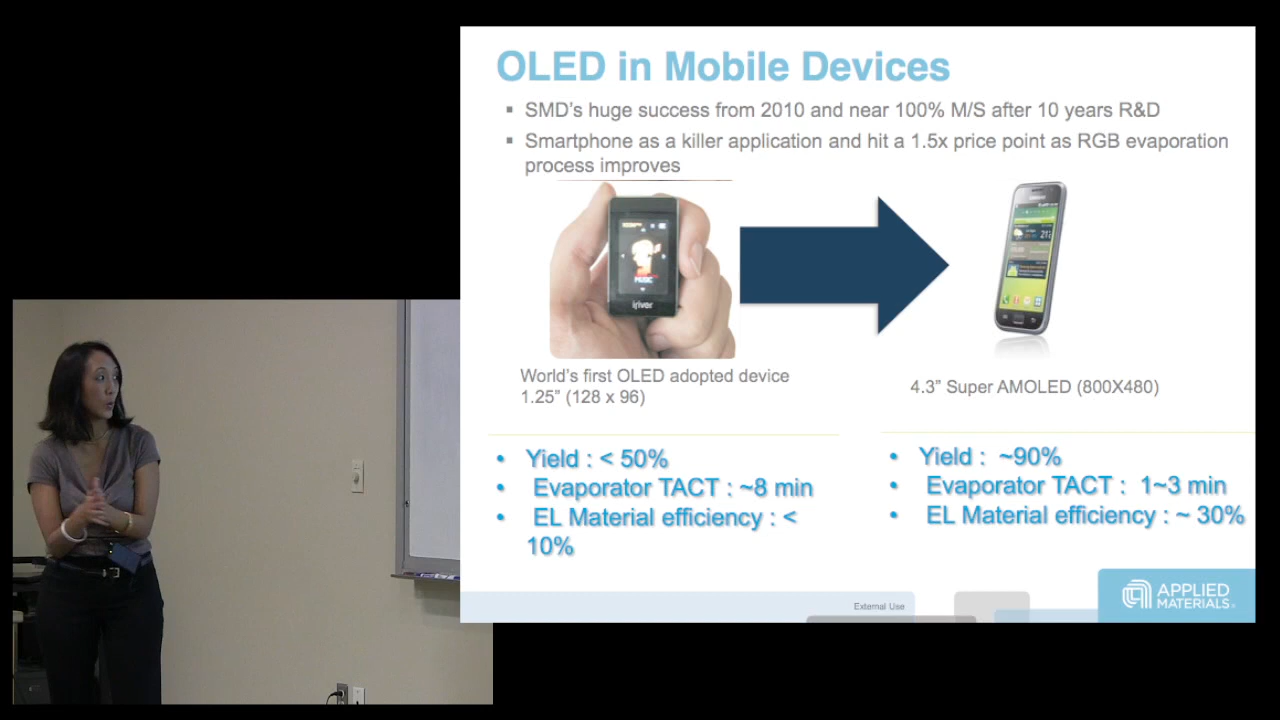 OLED in Mobile Devices
▪ SMD's huge success from 2010 and near 100% M/S after 10 years R&D
▪ Smartphone as a killer application and hit a 1.5x price point as RGB evaporation
process improves
iriver
World's first OLED adopted device
1.25” (128 x 96)
4.3” Super AMOLED (800X480)
• Yield : < 50%
• Evaporator TACT : ~8 min
• EL Material efficiency : <
10%
• Yield : ~90%
• Evaporator TACT : 1~3 min
• EL Material efficiency : ~ 30%
External Use
APPLIED
MATERIALS